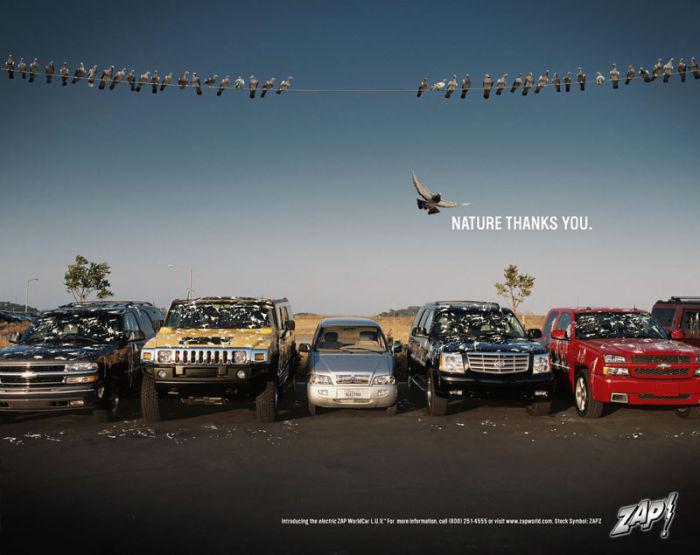 NATURE THANKS YOU.
Introducing the electric ZAP WorldCar L.U.V.™ For more information, call (800) 251-4555 or visit www.zapworld.com. Stock Symbol: ZAPZ
ZAP!